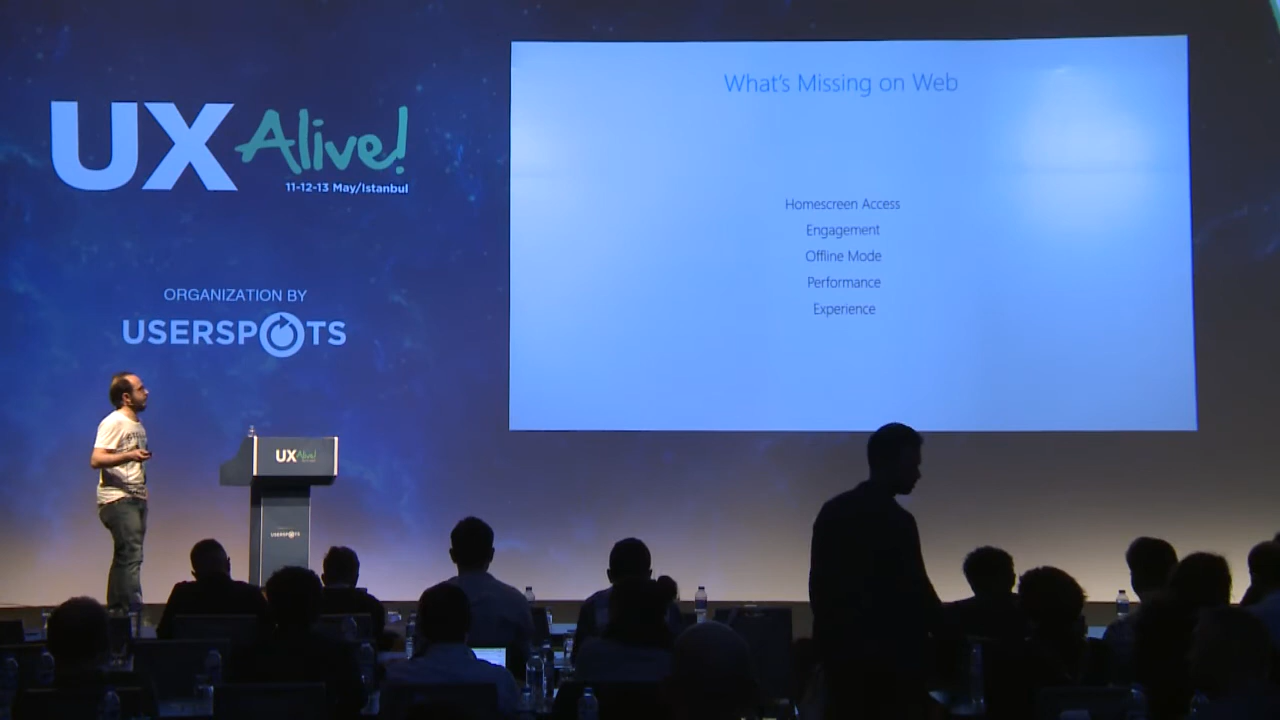 UX Alive!
11-12-13 May/Istanbul
ORGANIZATION BY
USERSPOTS
What's Missing on Web
Homescreen Access
Engagement
Offline Mode
Performance
Experience
UX Alive!
USERSPOTS